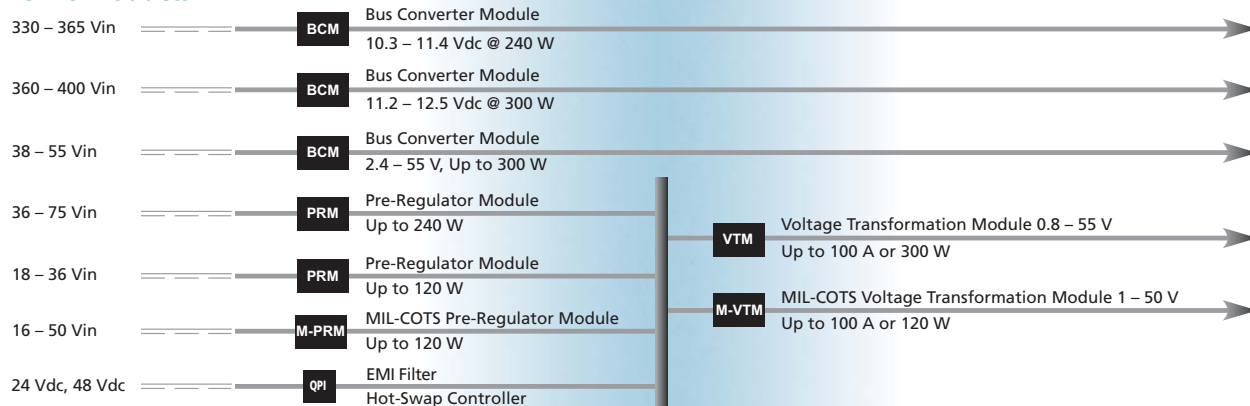 330 – 365 Vin
BCM
Bus Converter Module
10.3 – 11.4 Vdc @ 240 W
360 – 400 Vin
BCM
Bus Converter Module
11.2 – 12.5 Vdc @ 300 W
38 – 55 Vin
BCM
Bus Converter Module
2.4 – 55 V, Up to 300 W
36 – 75 Vin
PRM
Pre-Regulator Module
Up to 240 W
VTM
Voltage Transformation Module 0.8 – 55 V
Up to 100 A or 300 W
18 – 36 Vin
PRM
Pre-Regulator Module
Up to 120 W
M-VTM
MIL-COTS Voltage Transformation Module 1 – 50 V
Up to 100 A or 120 W
16 – 50 Vin
M-PRM
MIL-COTS Pre-Regulator Module
Up to 120 W
24 Vdc, 48 Vdc
QPI
EMI Filter
Hot-Swap Controller